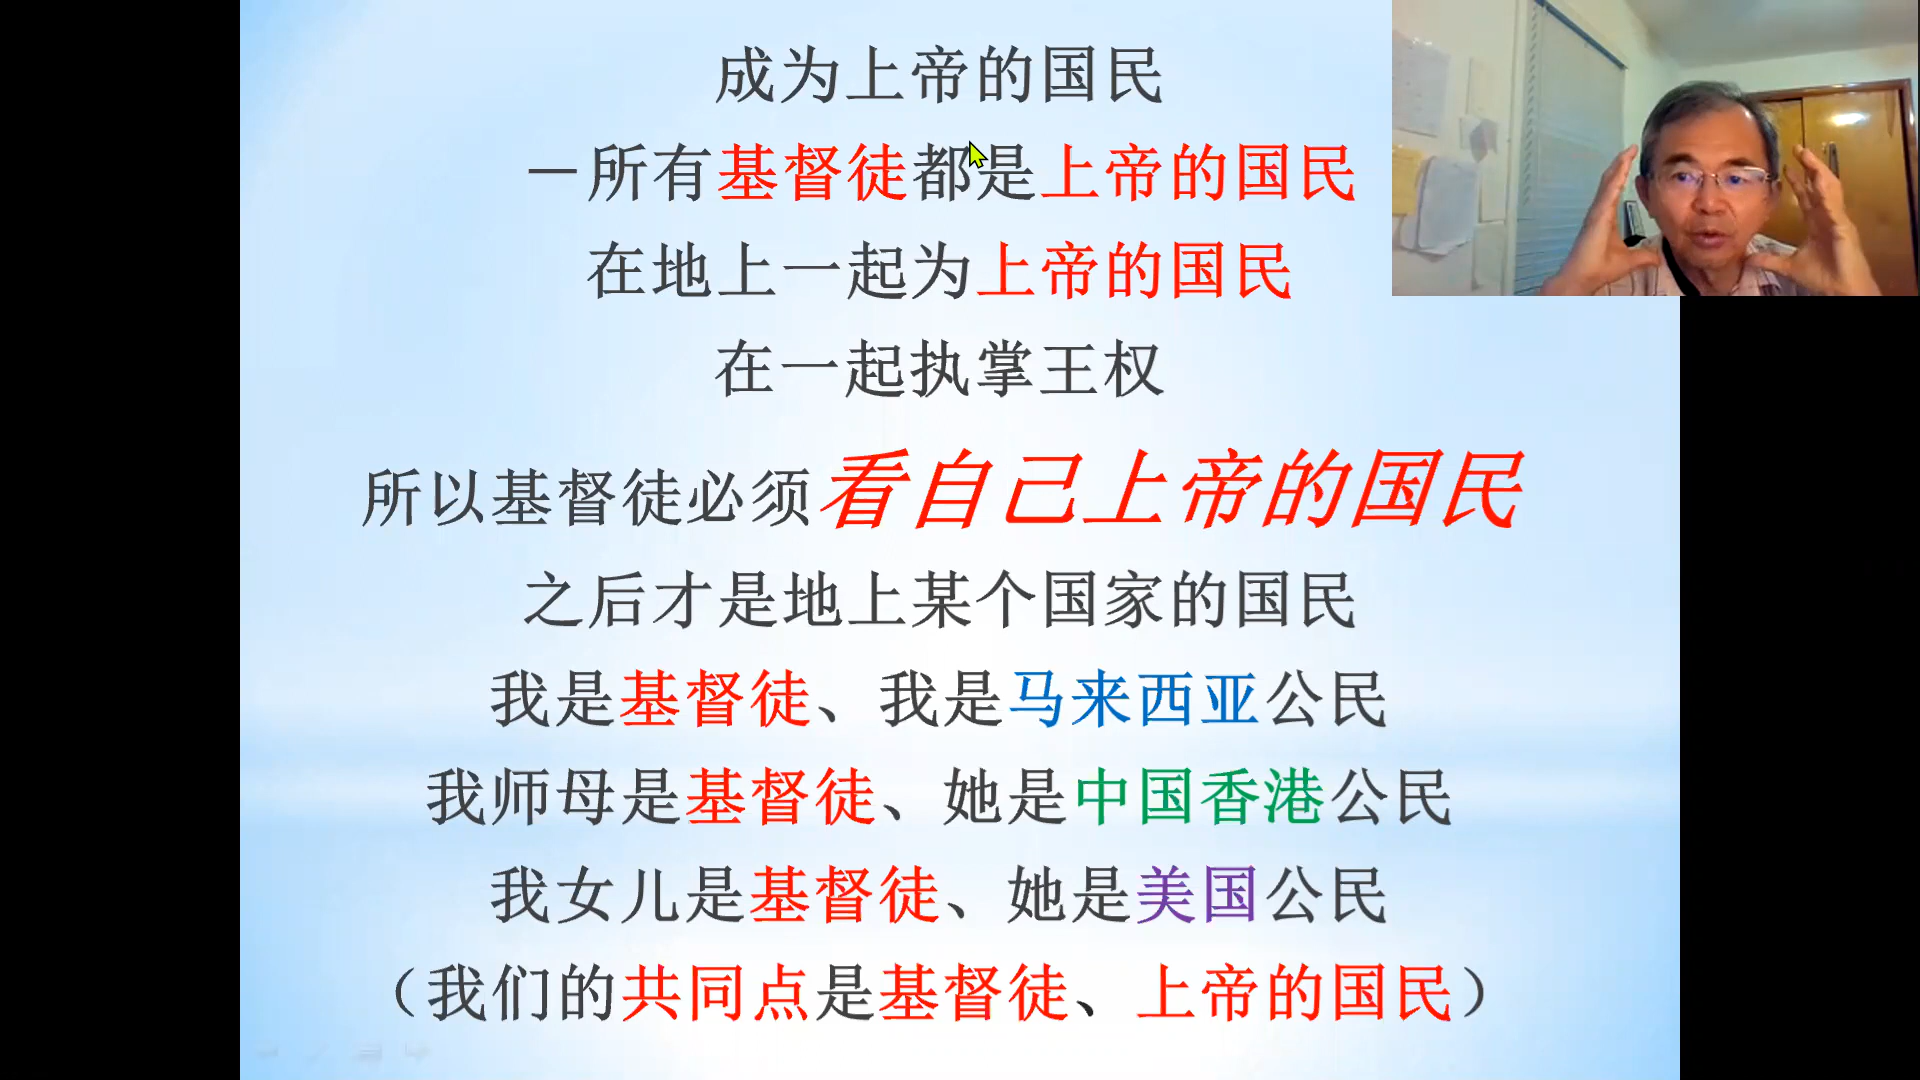 成为上帝的国民
－所有基督徒都是上帝的国民
在地上一起为上帝的国民
在一起执掌王权
所以基督徒必须看自己上帝的国民
之后才是地上某个国家的国民
我是基督徒、我是马来西亚公民
我师母是基督徒、她是中国香港公民
我女儿是基督徒、她是美国公民
（我们的共同点是基督徒、上帝的国民）